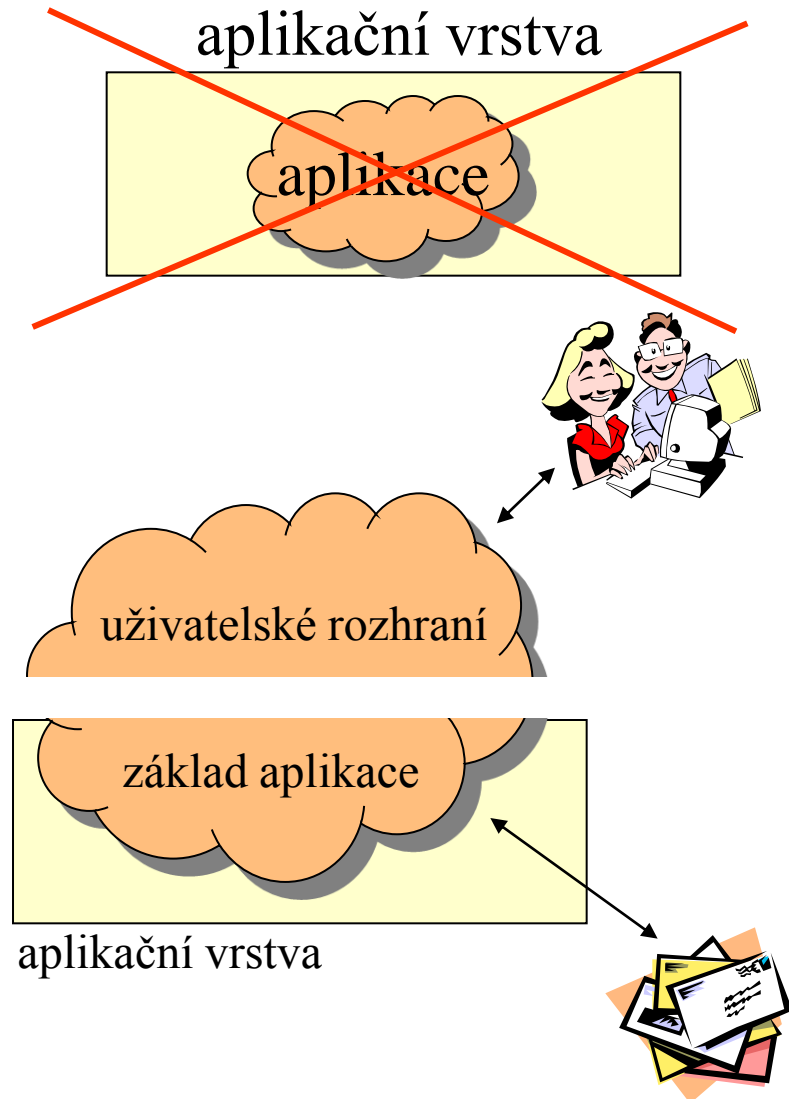 aplikační vrstva
aplikace
uživatelské rozhraní
základ aplikace
aplikační vrstva